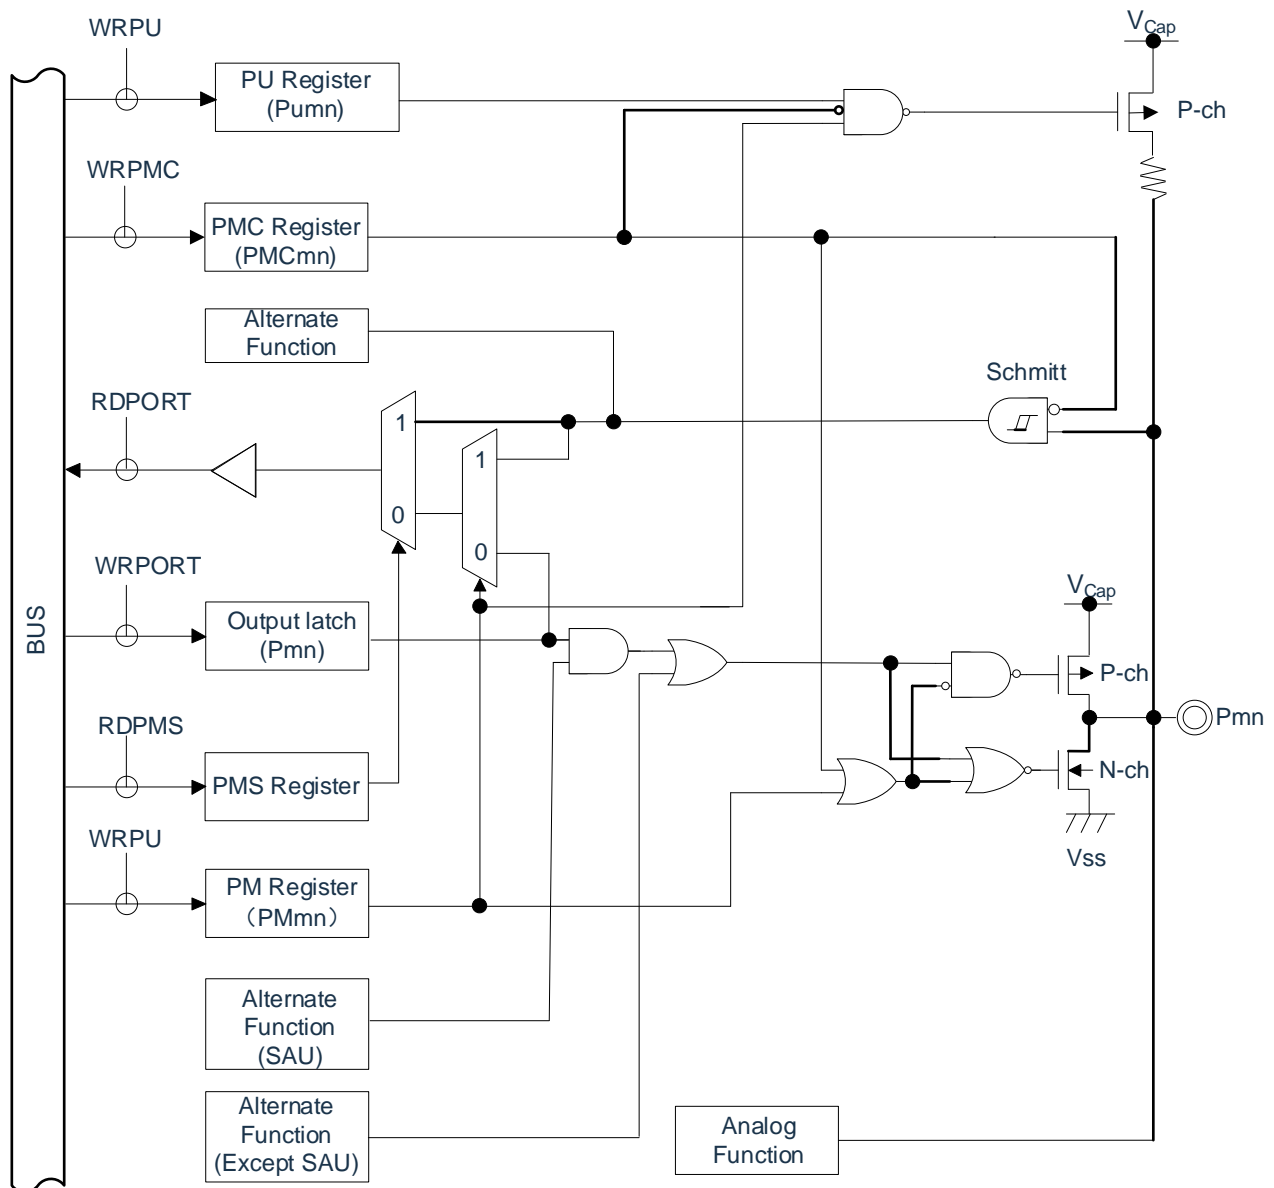 WRPU
V Cap
PU Register
(Pumn)
P-ch
WRPMC
PMC Register
(PMCmn)
Alternate
Function
Schmitt
RDPORT
1
1
0
0
WRPORT
V Cap
BUS
Output latch
(Pmn)
P-ch
Pmn
RDPMS
PMS Register
N-ch
WRPU
Vss
PM Register
（PMmn）
Alternate
Function
(SAU)
Alternate
Function
(Except SAU)
Analog
Function